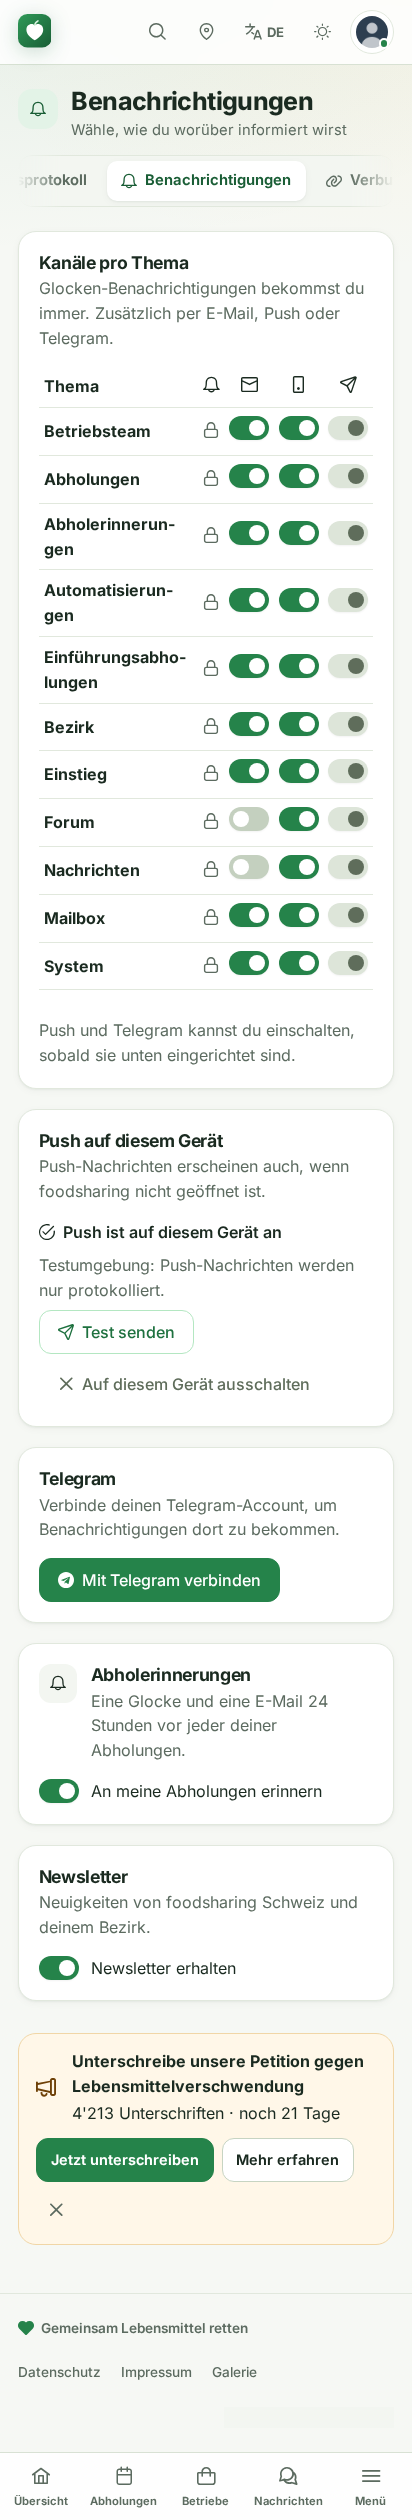 DE
Benachrichtigungen
Wähle, wie du worüber informiert wirst
Benachrichtigungen
Kanäle pro Thema
Glocken-Benachrichtigungen bekommst du
immer. Zusätzlich per E-Mail, Push oder
Telegram.
Thema
Betriebsteam
Abholungen
Abholerinnerun-
gen
Automatisierun-
gen
Einführungsabho-
lungen
Bezirk
Einstieg
Forum
Nachrichten
Mailbox
System
Push und Telegram kannst du einschalten,
sobald sie unten eingerichtet sind.
Push auf diesem Gerät
Push-Nachrichten erscheinen auch, wenn
foodsharing nicht geöffnet ist.
Push ist auf diesem Gerät an
Testumgebung: Push-Nachrichten werden
nur protokolliert.
Test senden
Auf diesem Gerät ausschalten
Telegram
Verbinde deinen Telegram-Account, um
Benachrichtigungen dort zu bekommen.
Mit Telegram verbinden
Abholerinnerungen
Eine Glocke und eine E-Mail 24
Stunden vor jeder deiner
Abholungen.
An meine Abholungen erinnern
Newsletter
Neuigkeiten von foodsharing Schweiz und
deinem Bezirk.
Newsletter erhalten
Unterschreibe unsere Petition gegen
Lebensmittelverschwendung
4'213 Unterschriften · noch 21 Tage
Jetzt unterschreiben Mehr erfahren
Gemeinsam Lebensmittel retten
Datenschutz Impressum Galerie
Übersicht Abholungen Betriebe Nachrichten Menü